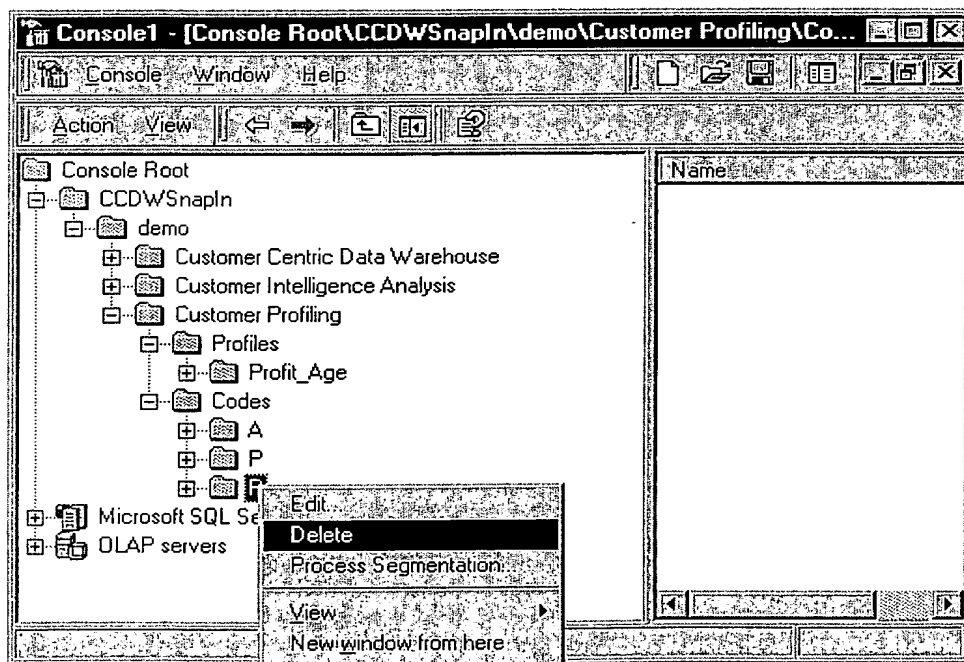 Console1 - [Console Root\CCDWSnapIn\demo\Customer Profiling\Co...
Console Window Help
Action View
Console Root
Name
CCDWSnapIn
demo
Customer Centric Data Warehouse
Customer Intelligence Analysis
Customer Profiling
Profiles
Profit_Age
Codes
A
P
Edit...
Microsoft SQL Se
Delete
OLAP servers
Process Segmentation
View
New window from here